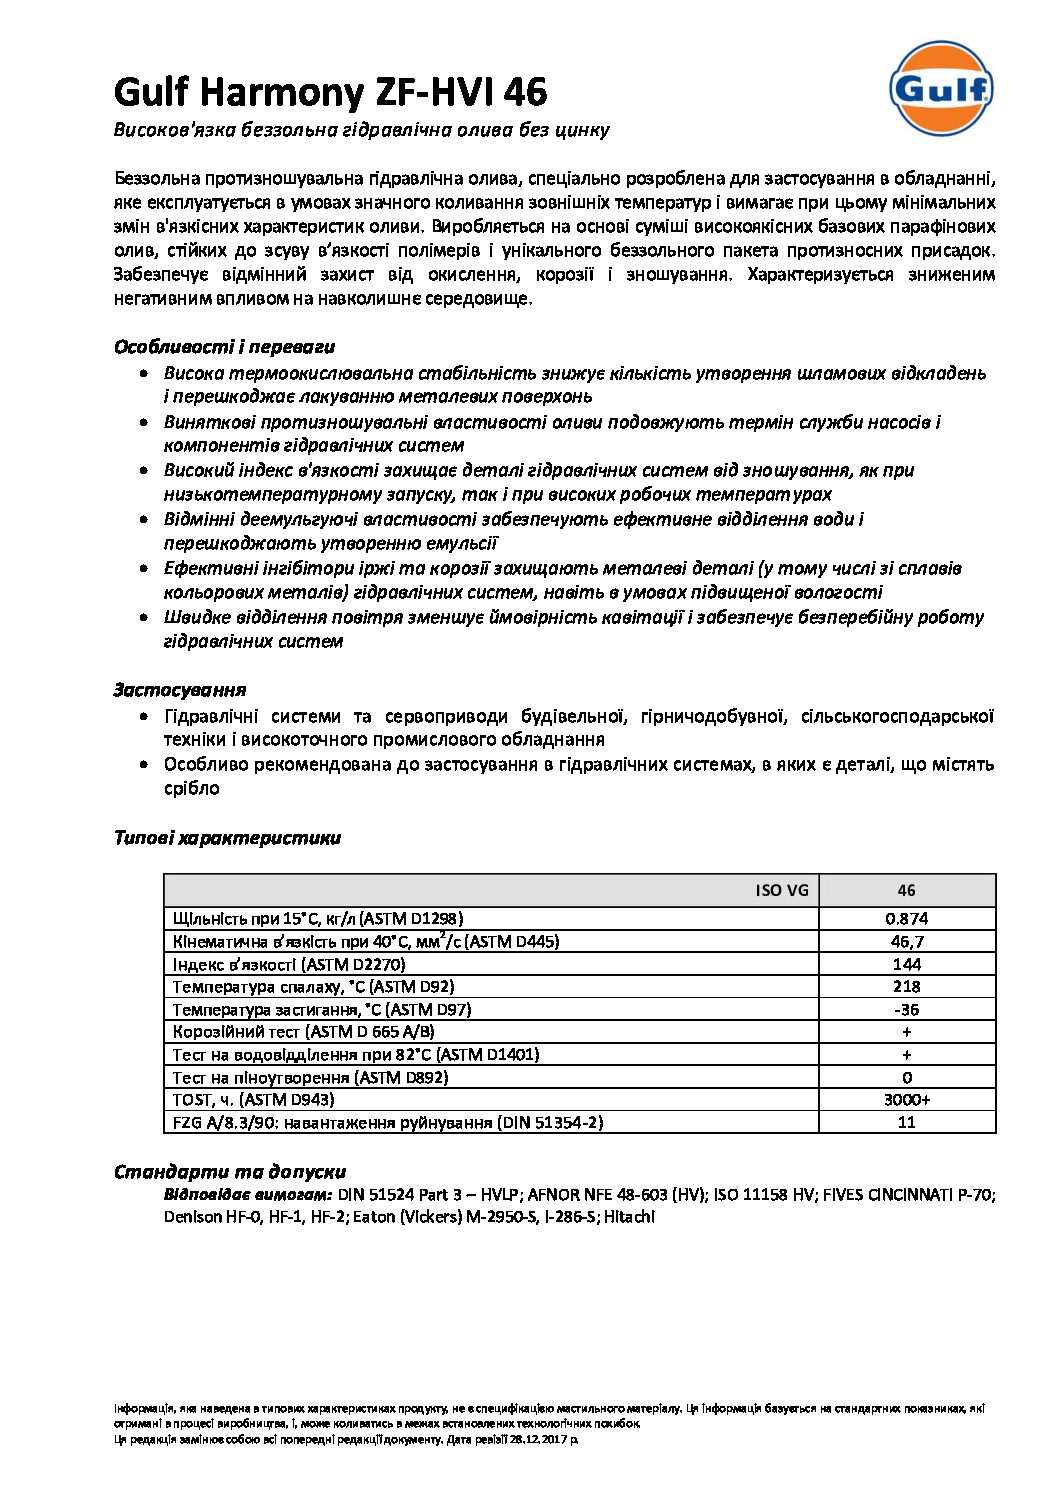 Gulf Harmony ZF-HVI 46
Gulf
Високов'язка беззольна гідравлічна олива без цинку
Беззольна протизношувальна гідравлічна олива, спеціально розроблена для застосування в обладнанні,
яке експлуатується в умовах значного коливання зовнішніх температур і вимагає при цьому мінімальних
змін в'язкісних характеристик оливи. Виробляється на основі суміші високоякісних базових парафінових
олив, стійких до зсуву в’язкості полімерів і унікального беззольного пакета протизносних присадок.
Забезпечує відмінний захист від окислення, корозії і зношування. Характеризується зниженим
негативним впливом на навколишнє середовище.
Особливості і переваги
• Висока термоокислювальна стабільність знижує кількість утворення шламових відкладень
і перешкоджає лакуванню металевих поверхонь
• Виняткові протизношувальні властивості оливи подовжують термін служби насосів і
компонентів гідравлічних систем
• Високий індекс в'язкості захищає деталі гідравлічних систем від зношування, як при
низькотемпературному запуску, так і при високих робочих температурах
• Відмінні деемульгуючі властивості забезпечують ефективне відділення води і
перешкоджають утворенню емульсії
• Ефективні інгібітори іржі та корозії захищають металеві деталі (у тому числі зі сплавів
кольорових металів) гідравлічних систем, навіть в умовах підвищеної вологості
• Швидке відділення повітря зменшує ймовірність кавітації і забезпечує безперебійну роботу
гідравлічних систем
Застосування
• Гідравлічні системи та сервоприводи будівельної, гірничодобувної, сільськогосподарської
техніки і високоточного промислового обладнання
• Особливо рекомендована до застосування в гідравлічних системах, в яких є деталі, що містять
срібло
Типові характеристики
ISO VG 46
Щільність при 15˚С, кг/л (ASTM D1298) 0.874
Кінематична в’язкість при 40˚С, мм²/с (ASTM D445) 46,7
Індекс в’язкості (ASTM D2270) 144
Температура спалаху, ˚С (ASTM D92) 218
Температура застигання, ˚С (ASTM D97) -36
Корозійний тест (ASTM D 665 A/B) +
Тест на водовідділення при 82˚С (ASTM D1401) +
Тест на піноутворення (ASTM D892) 0
TOST, ч. (ASTM D943) 3000+
FZG A/8.3/90: навантаження руйнування (DIN 51354-2) 11
Стандарти та допуски
Відповідає вимогам: DIN 51524 Part 3 – HVLP; AFNOR NFE 48-603 (HV); ISO 11158 HV; FIVES CINCINNATI P-70;
Denison HF-0, HF-1, HF-2; Eaton (Vickers) M-2950-S, I-286-S; Hitachi
Інформація, яка наведена в типових характеристиках продукту, не є специфікацією мастильного матеріалу. Ця інформація базується на стандартних показниках, які
отримані в процесі виробництва, і, може коливатись в межах встановлених технологічних похибок.
Ця редакція замінює собою всі попередні редакції документу. Дата ревізії 28.12.2017 р.